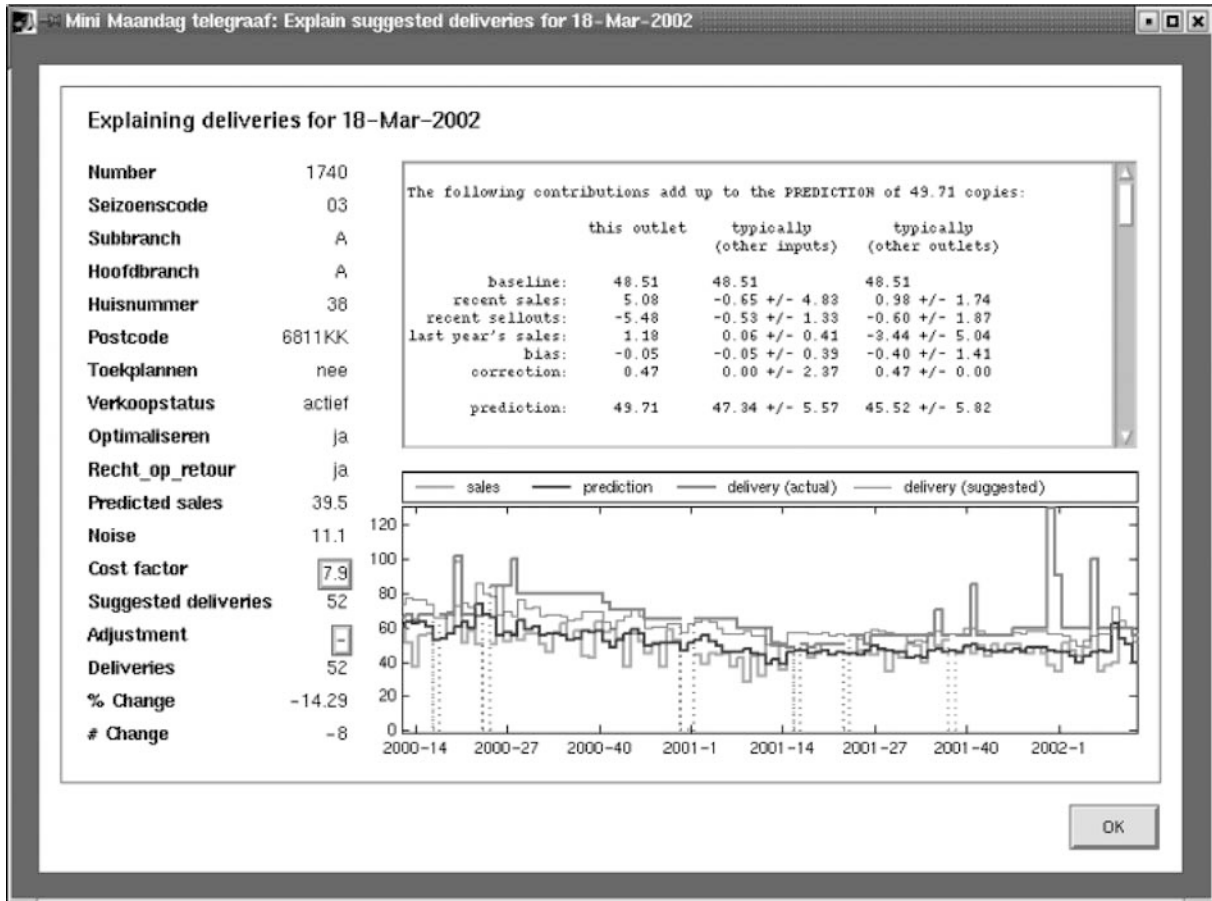 Mini Maandag telegraaf: Explain suggested deliveries for 18-Mar-2002
Explaining deliveries for 18-Mar-2002
Number 1740
Seizoenscode 03
Subbranch A
Hoofdbranch A
Huisnummer 38
Postcode 6811KK
Toekplannen nee
Verkoopstatus actief
Optimaliseren ja
Recht_op_retour ja
Predicted sales 39.5
Noise 11.1
Cost factor 7.9
Suggested deliveries 52
Adjustment -
Deliveries 52
% Change -14.29
# Change -8
The following contributions add up to the PREDICTION of 49.71 copies:
this outlet typically typically
(other inputs) (other outlets)
baseline: 48.51 48.51 48.51
recent sales: 5.08 -0.65 +/- 4.83 0.98 +/- 1.74
recent sellouts: -5.48 -0.53 +/- 1.33 -0.60 +/- 1.87
last year's sales: 1.18 0.06 +/- 0.41 -3.44 +/- 5.04
bias: -0.05 -0.05 +/- 0.39 -0.40 +/- 1.41
correction: 0.47 0.00 +/- 2.37 0.47 +/- 0.00
prediction: 49.71 47.34 +/- 5.57 45.52 +/- 5.82
sales prediction delivery (actual) delivery (suggested)
120
100
80
60
40
20
0
2000-14 2000-27 2000-40 2001-1 2001-14 2001-27 2001-40 2002-1
OK